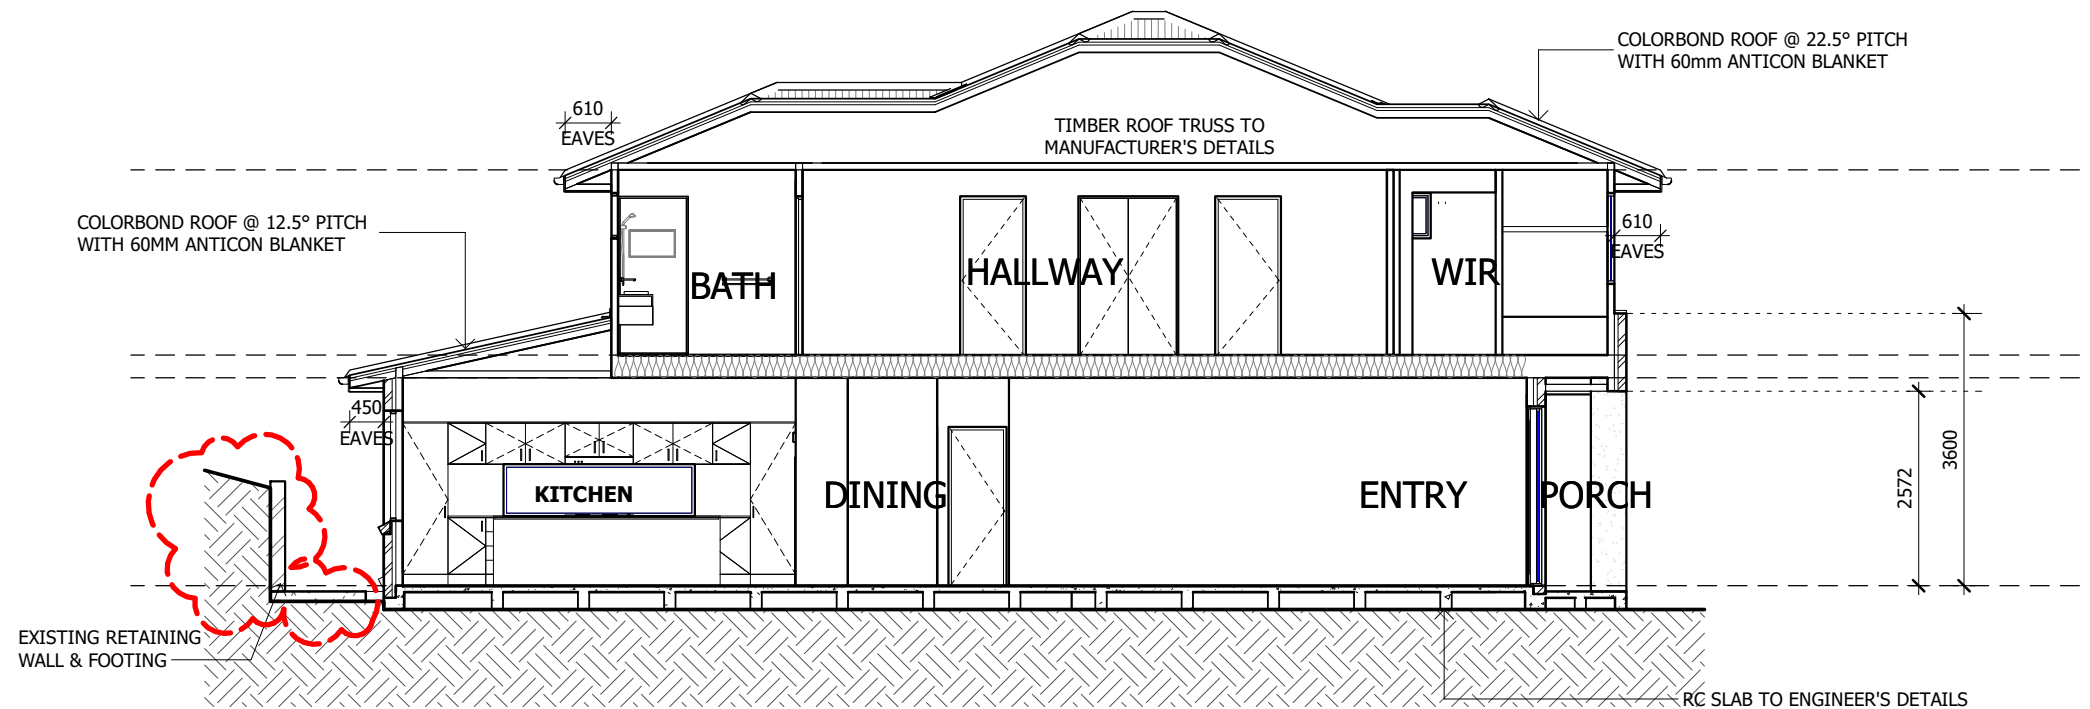 COLORBOND ROOF @ 22.5° PITCH
WITH 60mm ANTICON BLANKET
610
EAVES
TIMBER ROOF TRUSS TO
MANUFACTURER'S DETAILS
COLORBOND ROOF @ 12.5° PITCH
WITH 60MM ANTICON BLANKET
610
EAVES
BATH
HALLWAY
WIR
450
EAVES
KITCHEN
DINING
ENTRY
PORCH
2572
3600
EXISTING RETAINING
WALL & FOOTING
RC SLAB TO ENGINEER'S DETAILS